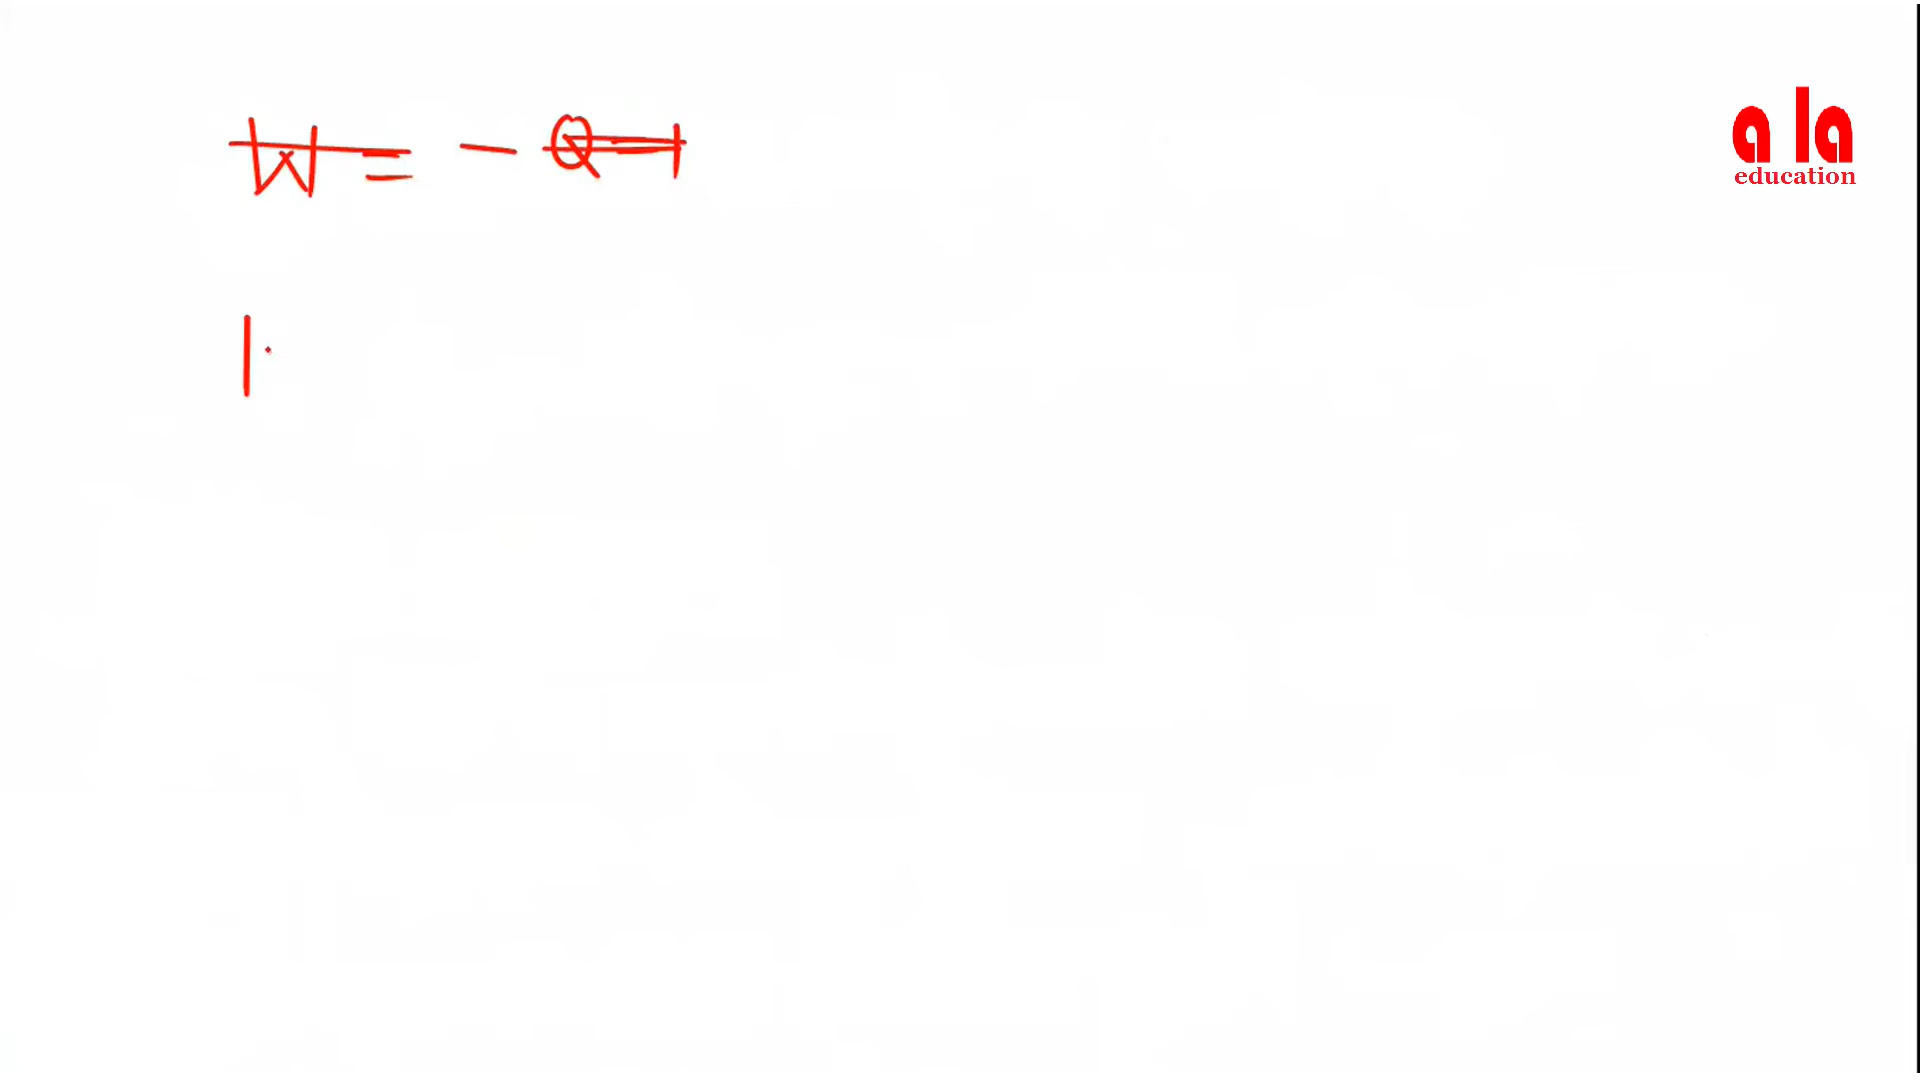 W = - Q
a la
education